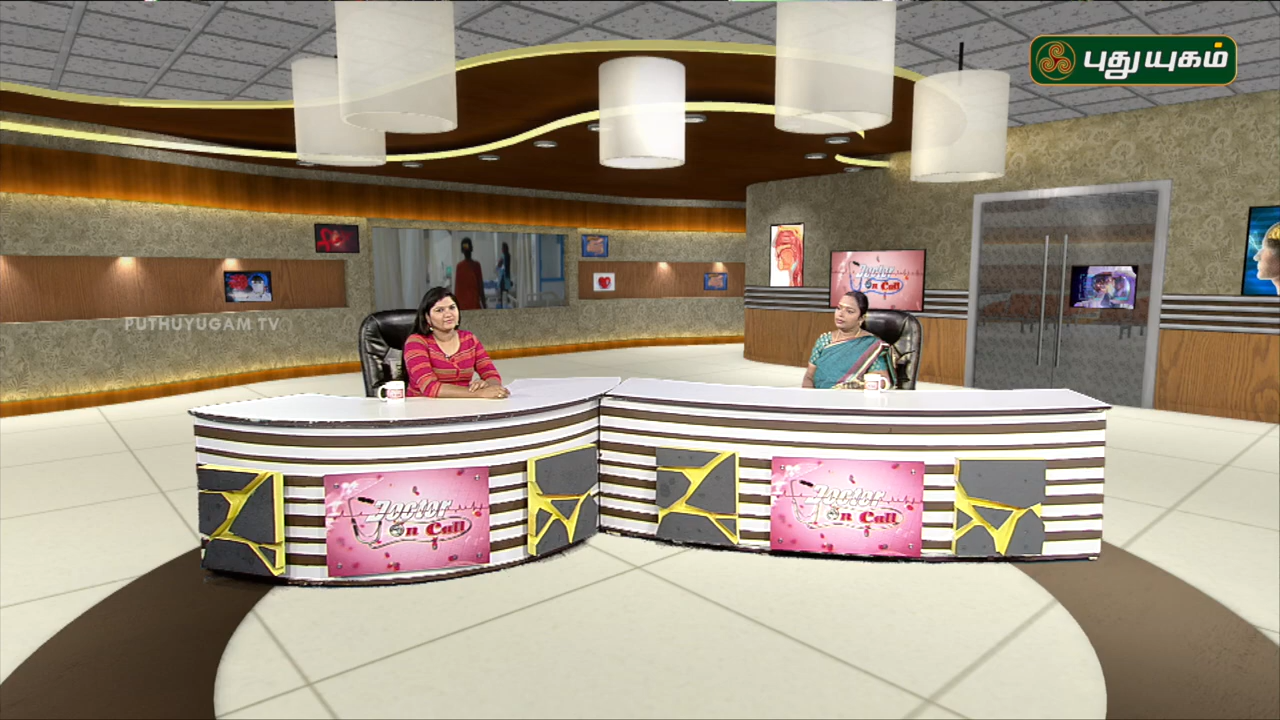 புதுயுகம்
PUTHUYUGAM TV
Doctor
On Call
Doctor
On Call
Doctor
On Call